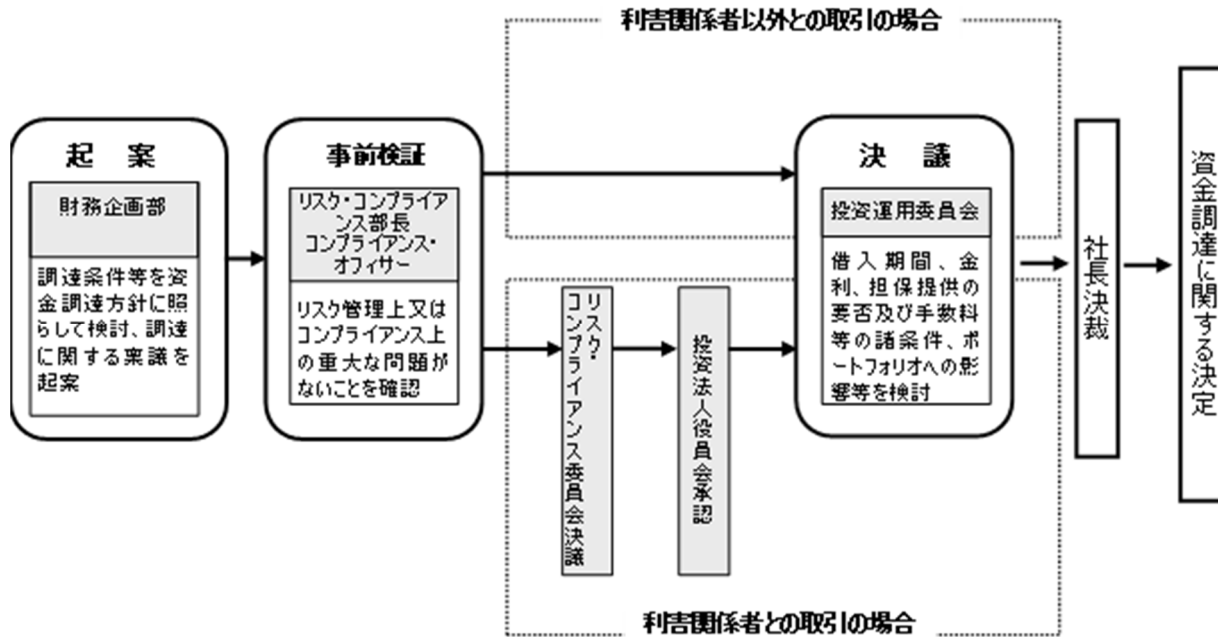 利害関係者以外との取引の場合
起 案
財務企画部
調達条件等を資
金調達方針に照
らして検討、調達
に関する稟議を
起案
事前検証
リスク・コンプライア
ンス部長
コンプライアンス・
オフィサー
リスク管理上又は
コンプライアンス上
の重大な問題が
ないことを確認
リスク・
コンプライアンス委員会決議
投資法人役員会承認
決 議
投資運用委員会
借入期間、金
利、担保提供の
要否及び手数料
等の諸条件、ポ
ートフォリオへの影
響等を検討
社長決裁
資金調達に関する決定
利害関係者との取引の場合